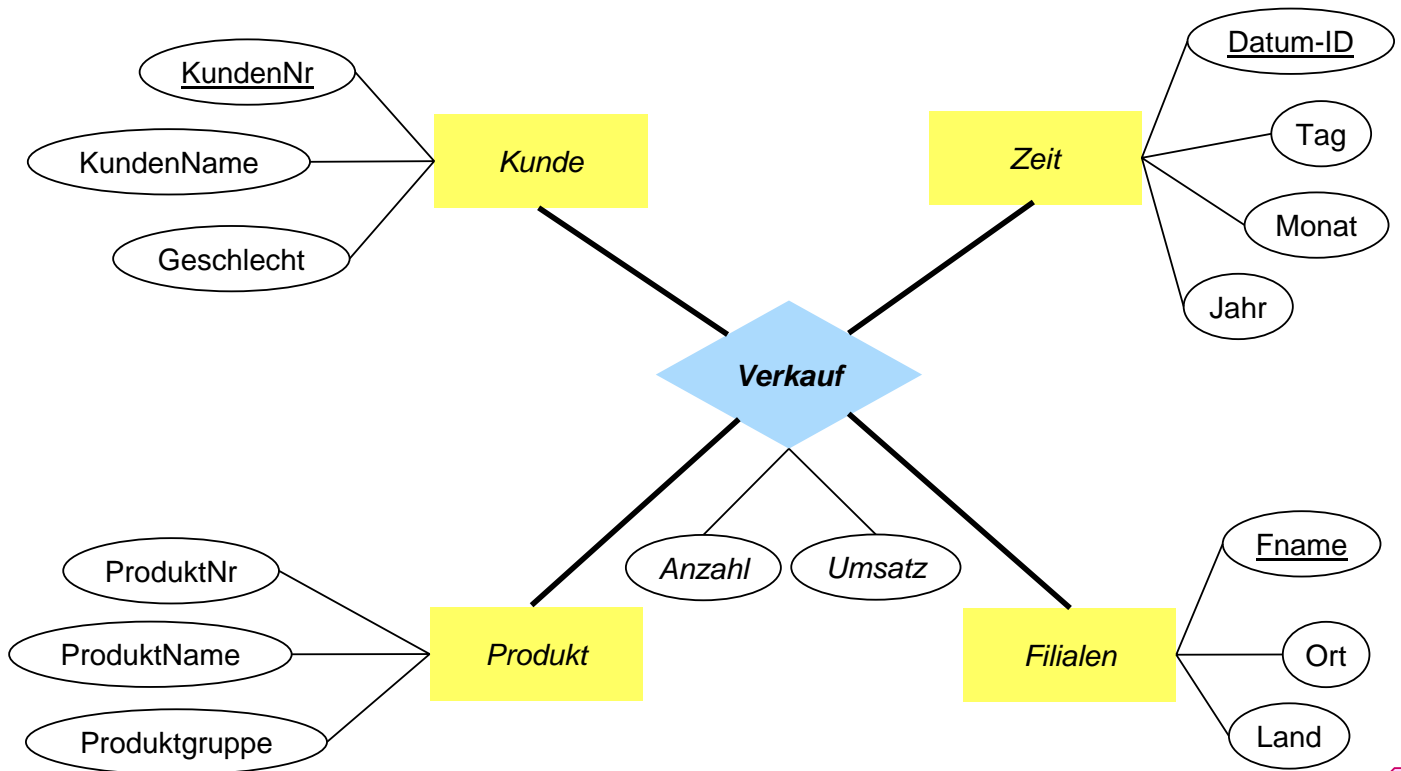 KundenNr
KundenName
Geschlecht
Kunde
Datum-ID
Tag
Monat
Jahr
Zeit
Verkauf
Anzahl
Umsatz
ProduktNr
ProduktName
Produktgruppe
Produkt
Fname
Ort
Land
Filialen